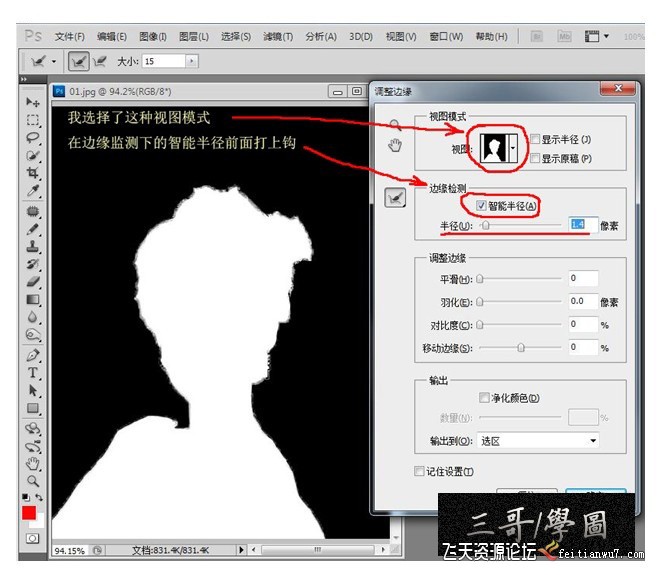 Ps 文件(F) 编辑(E) 图像(I) 图层(L) 选择(S) 滤镜(T) 分析(A) 3D(D) 视图(V) 窗口(W) 帮助(H) Br Mb 100%
大小: 15
Ps 01.jpg @ 94.2%(RGB/8*)
我选择了这种视图模式
在边缘监测下的智能半径前面打上钩
调整边缘
视图模式
视图:
显示半径(J)
显示原稿(P)
边缘检测
智能半径(A)
半径(U): 1.4 像素
调整边缘
平滑(H): 0
羽化(E): 0.0 像素
对比度(C): 0 %
移动边缘(S): 0 %
输出
净化颜色(D)
数量(N): %
输出到(O): 选区
记住设置(T)
94.15% 文档:831.4K/831.4K
三哥/學圖
飞天资源论坛 feitianwu7.com